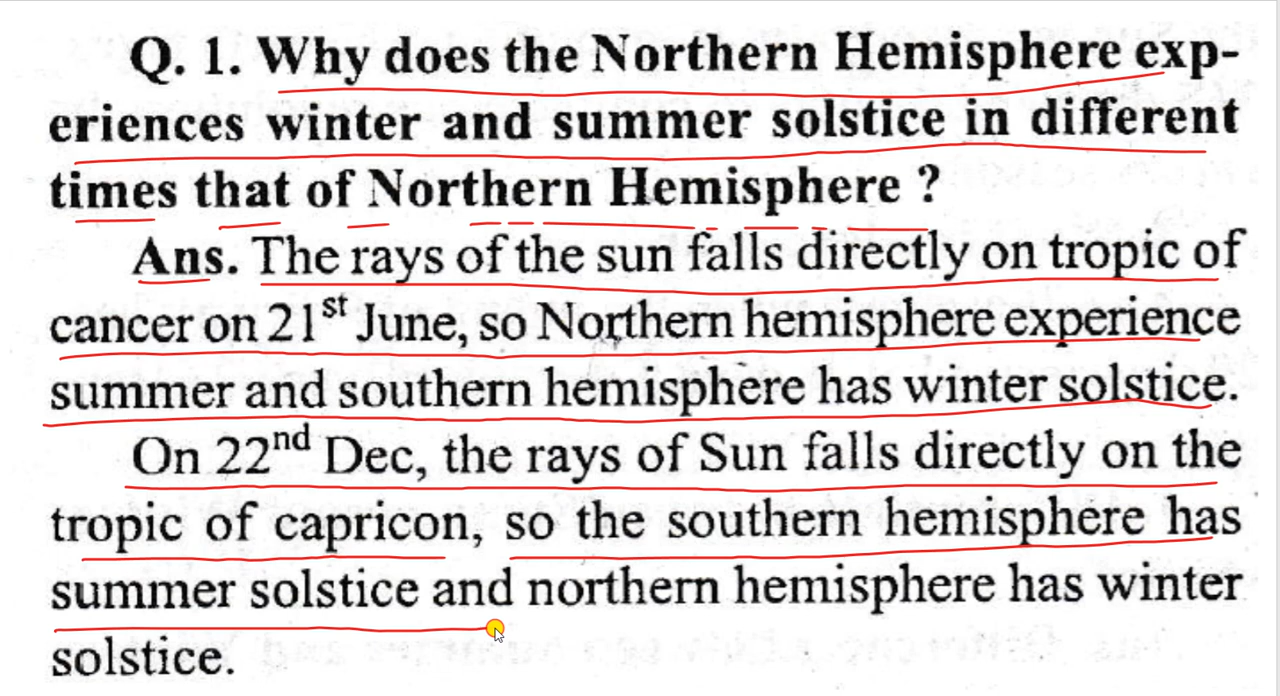 Q. 1. Why does the Northern Hemisphere exp-
eriences winter and summer solstice in different
times that of Northern Hemisphere ?
Ans. The rays of the sun falls directly on tropic of
cancer on 21st June, so Northern hemisphere experience
summer and southern hemisphere has winter solstice.
On 22nd Dec, the rays of Sun falls directly on the
tropic of capricon, so the southern hemisphere has
summer solstice and northern hemisphere has winter
solstice.